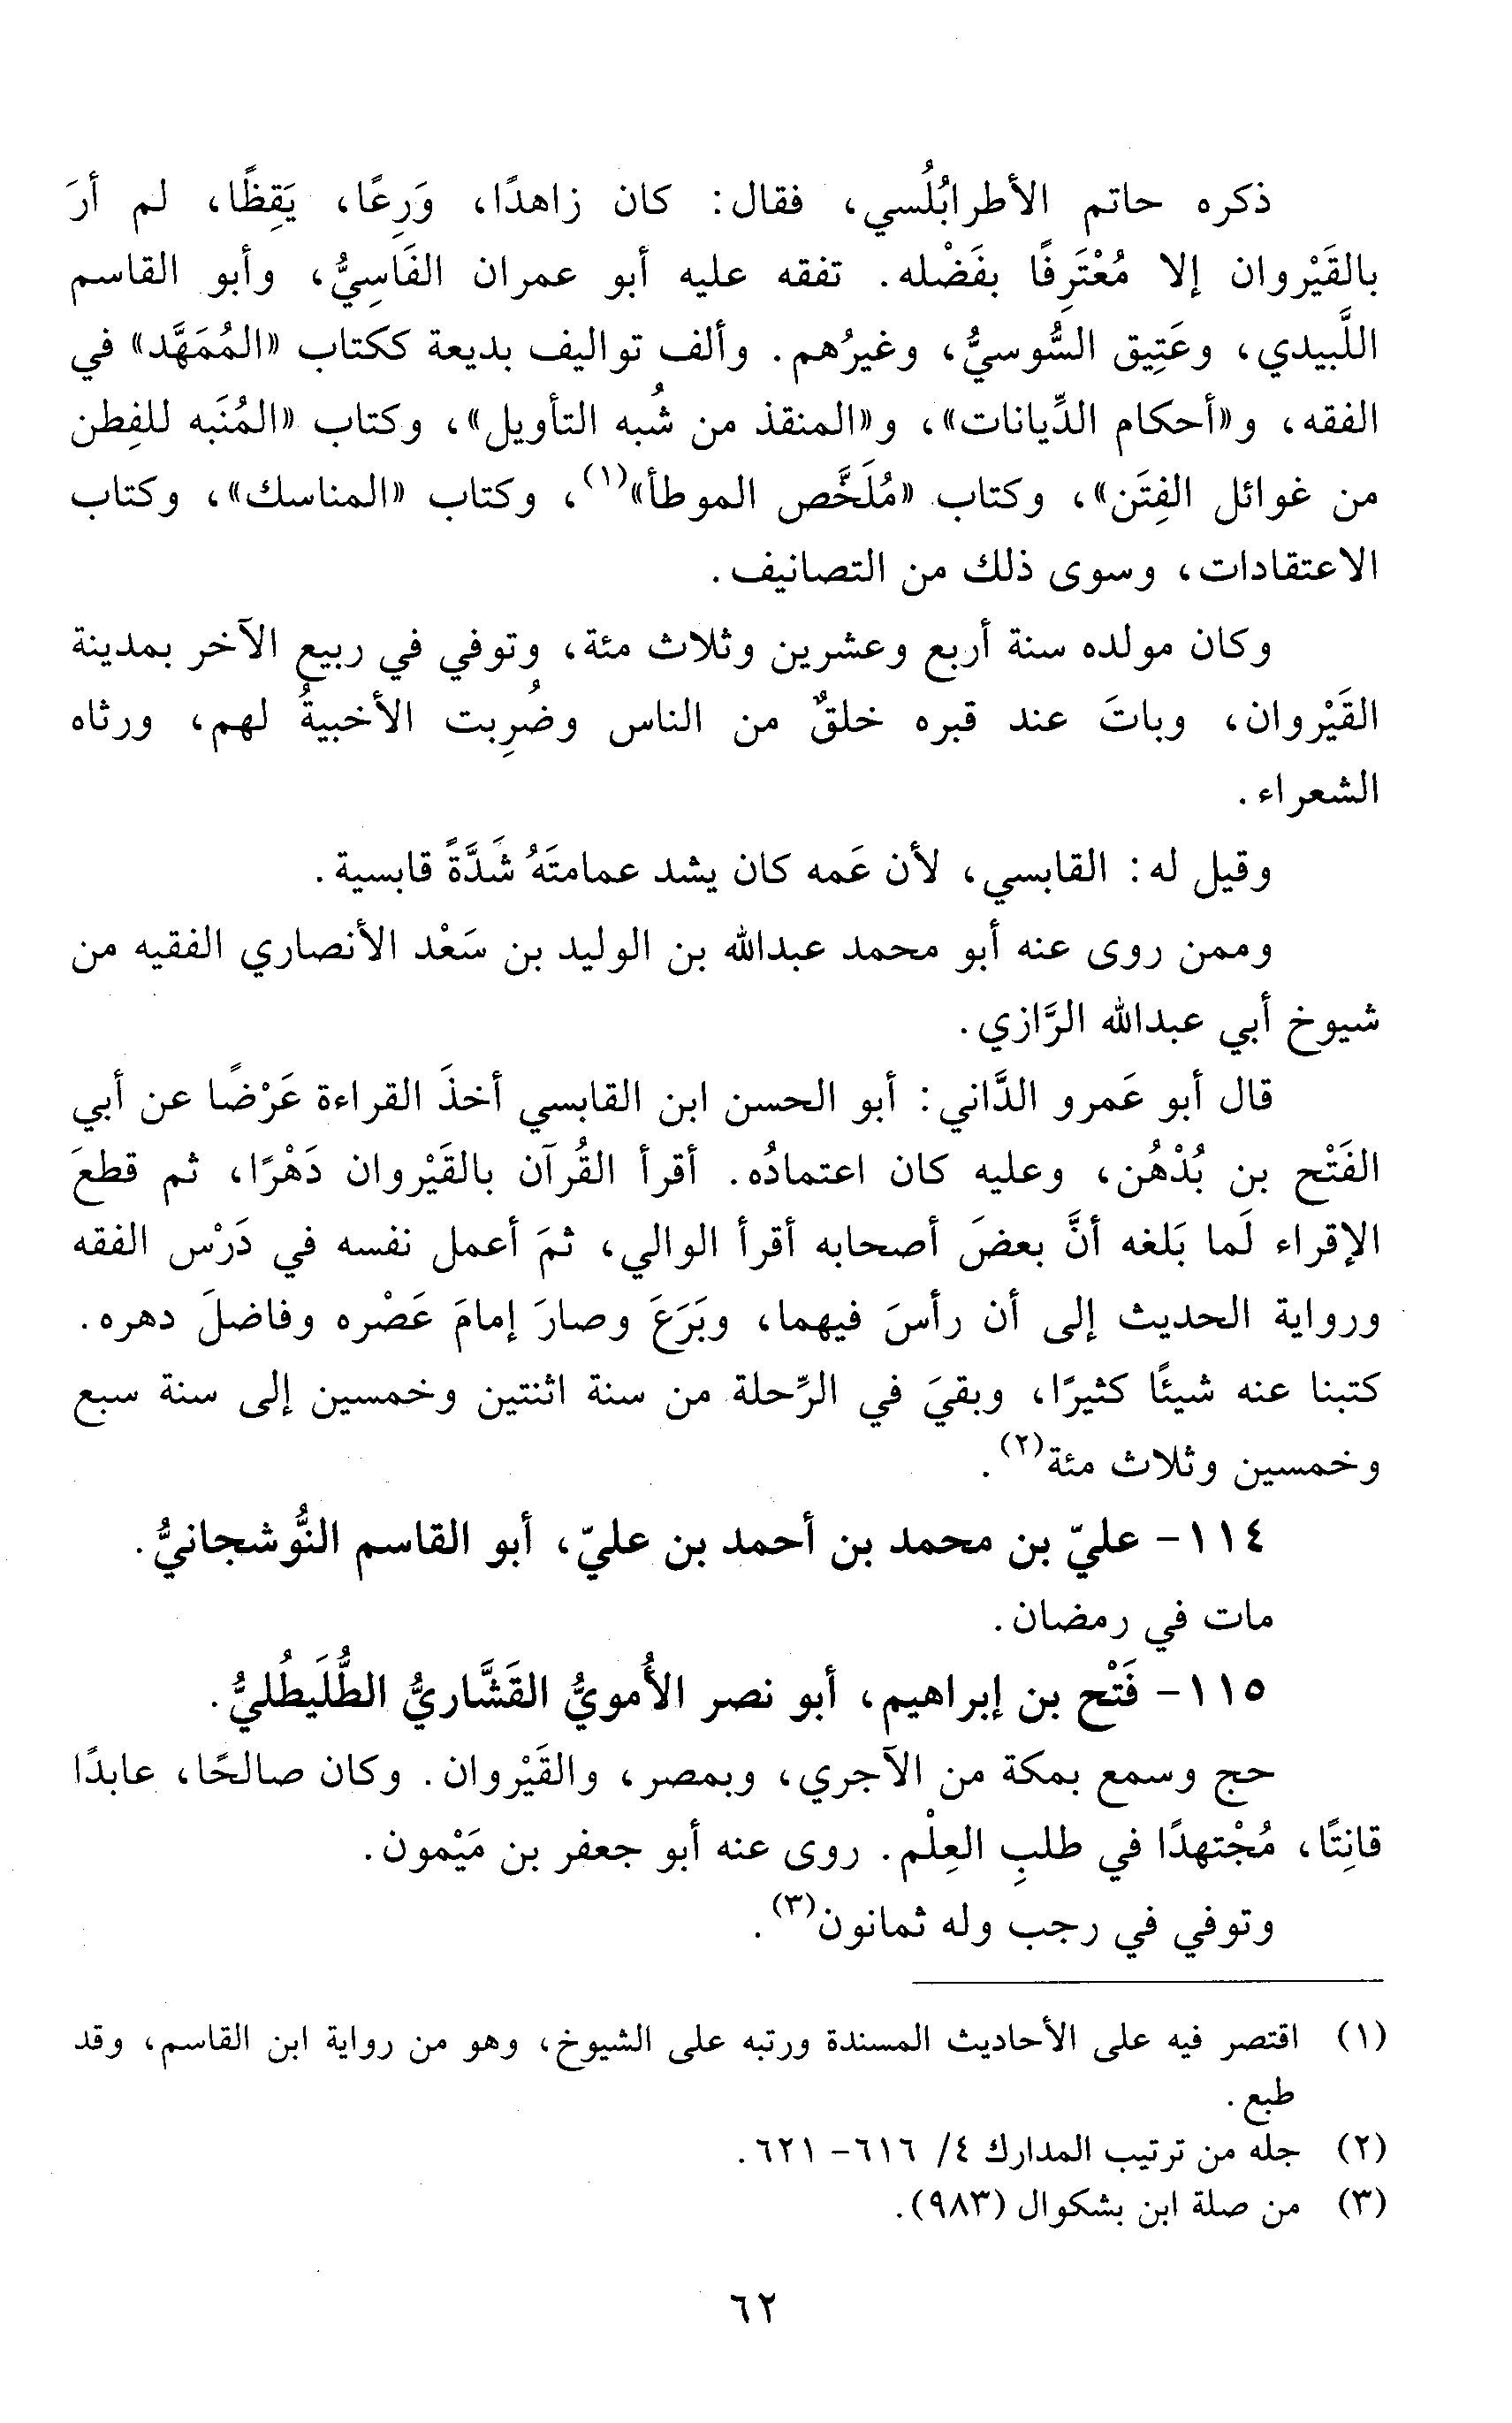 ذكره حاتم الأطرابُلُسي، فقال: كان زاهدًا، وَرِعًا، يَقِظًا، لم أرَ
بالقَيْروان إلا مُعْتَرِفًا بفَضْله. تفقه عليه أبو عمران الفَاسِيُّ، وأبو القاسم
اللَّبيدي، وعَتِيق السُّوسيُّ، وغيرُهم. وألف تواليف بديعة ككتاب «المُمَهَّد» في
الفقه، و«أحكام الدِّيانات»، و«المنقذ من شُبه التأويل»، وكتاب «المُنَبه للفِطن
من غوائل الفِتَن»، وكتاب «مُلَخَّص الموطأ»(١)، وكتاب «المناسك»، وكتاب
الاعتقادات، وسوى ذلك من التصانيف.
وكان مولده سنة أربع وعشرين وثلاث مئة، وتوفي في ربيع الآخر بمدينة
القَيْروان، وباتَ عند قبره خلقٌ من الناس وضُرِبت الأخبيةُ لهم، ورثاه
الشعراء.
وقيل له: القابسي، لأن عَمه كان يشد عمامتَهُ شَدَّةً قابسية.
وممن روى عنه أبو محمد عبدالله بن الوليد بن سَعْد الأنصاري الفقيه من
شيوخ أبي عبدالله الرَّازي.
قال أبو عَمرو الدَّاني: أبو الحسن ابن القابسي أخذَ القراءة عَرْضًا عن أبي
الفَتْح بن بُدْهُن، وعليه كان اعتمادُه. أقرأ القُرآن بالقَيْروان دَهْرًا، ثم قطعَ
الإقراء لَما بَلغه أنَّ بعضَ أصحابه أقرأ الوالي، ثمَ أعمل نفسه في دَرْس الفقه
ورواية الحديث إلى أن رأسَ فيهما، وبَرَعَ وصارَ إمامَ عَصْره وفاضلَ دهره.
كتبنا عنه شيئًا كثيرًا، وبقيَ في الرِّحلة من سنة اثنتين وخمسين إلى سنة سبع
وخمسين وثلاث مئة(٢).
١١٤- عليّ بن محمد بن أحمد بن عليّ، أبو القاسم النُّوشجانيُّ.
مات في رمضان.
١١٥- فَتْح بن إبراهيم، أبو نصر الأُمويُّ القَشَّاريُّ الطُّلَيطُليُّ.
حج وسمع بمكة من الآجري، وبمصر، والقَيْروان. وكان صالحًا، عابدًا
قانِتًا، مُجْتهدًا في طلبِ العِلْم. روى عنه أبو جعفر بن مَيْمون.
وتوفي في رجب وله ثمانون(٣).
(١) اقتصر فيه على الأحاديث المسندة ورتبه على الشيوخ، وهو من رواية ابن القاسم، وقد
طبع.
(٢) جله من ترتيب المدارك ٤/ ٦١٦- ٦٢١.
(٣) من صلة ابن بشكوال (٩٨٣).
٦٢